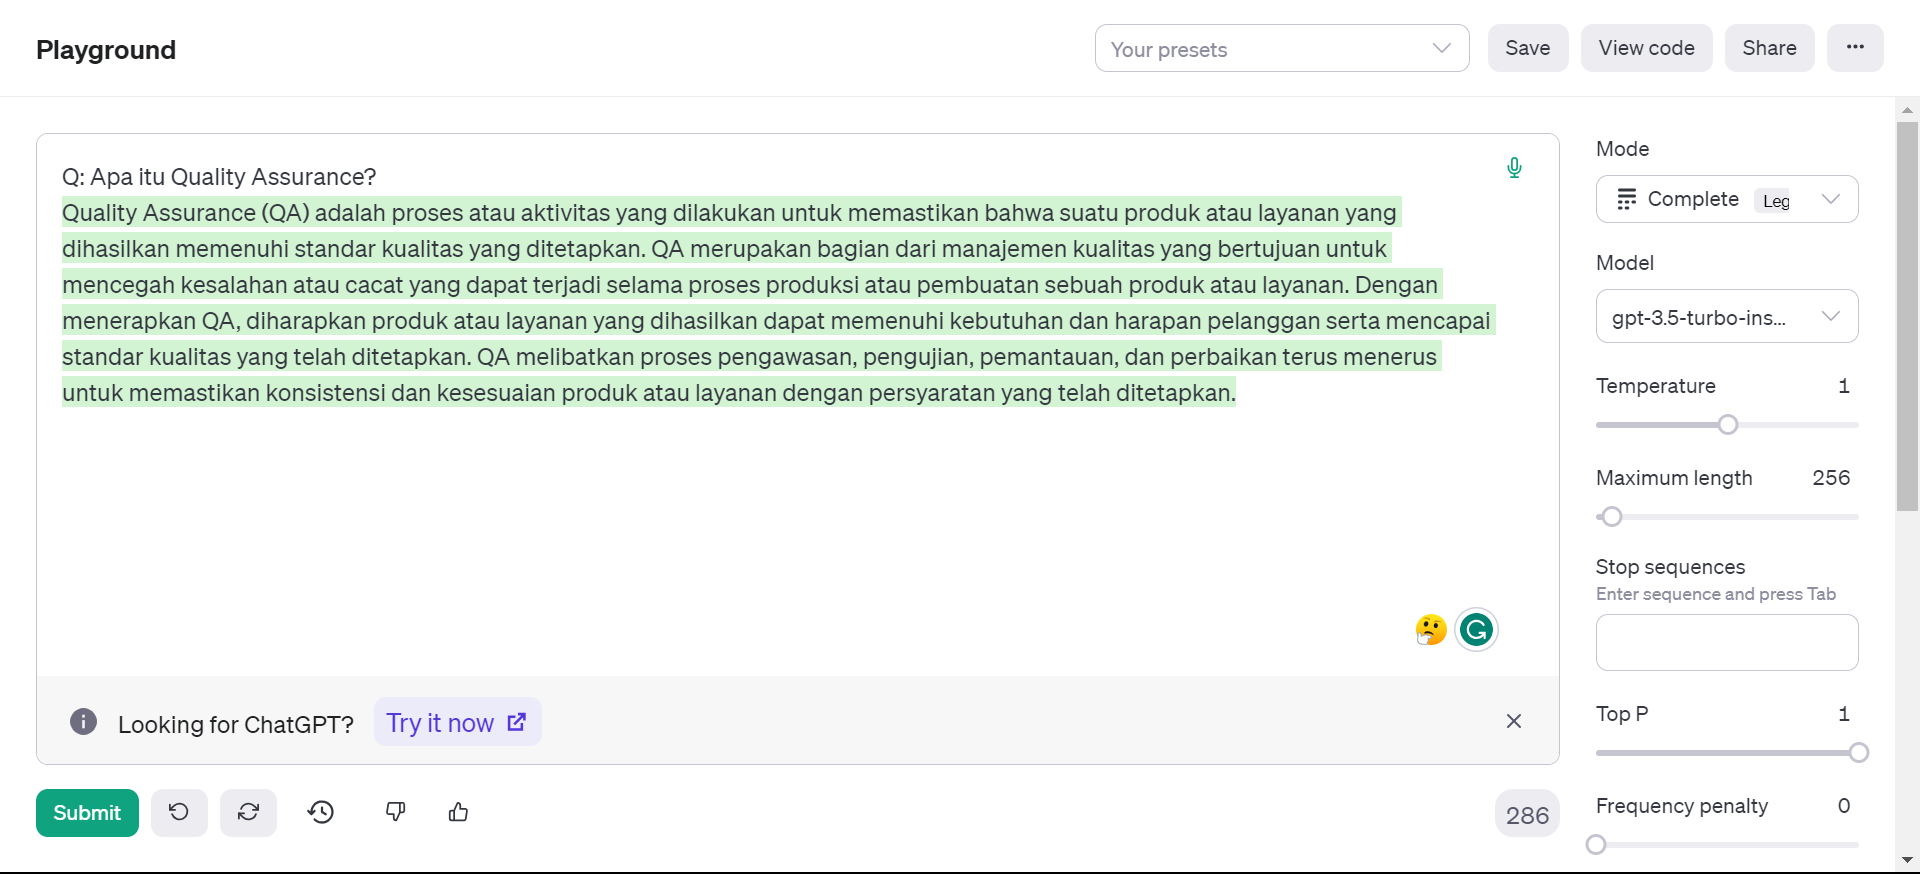 Playground
Your presets
Save
View code
Share
Q: Apa itu Quality Assurance?
Quality Assurance (QA) adalah proses atau aktivitas yang dilakukan untuk memastikan bahwa suatu produk atau layanan yang
dihasilkan memenuhi standar kualitas yang ditetapkan. QA merupakan bagian dari manajemen kualitas yang bertujuan untuk
mencegah kesalahan atau cacat yang dapat terjadi selama proses produksi atau pembuatan sebuah produk atau layanan. Dengan
menerapkan QA, diharapkan produk atau layanan yang dihasilkan dapat memenuhi kebutuhan dan harapan pelanggan serta mencapai
standar kualitas yang telah ditetapkan. QA melibatkan proses pengawasan, pengujian, pemantauan, dan perbaikan terus menerus
untuk memastikan konsistensi dan kesesuaian produk atau layanan dengan persyaratan yang telah ditetapkan.
Looking for ChatGPT? Try it now
Submit
286
Mode
Complete Leg
Model
gpt-3.5-turbo-ins...
Temperature 1
Maximum length 256
Stop sequences
Enter sequence and press Tab
Top P 1
Frequency penalty 0